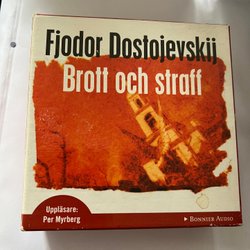 Fjodor Dostojevskij
Brott och straff
Uppläsare:
Per Myrberg
BONNIER AUDIO